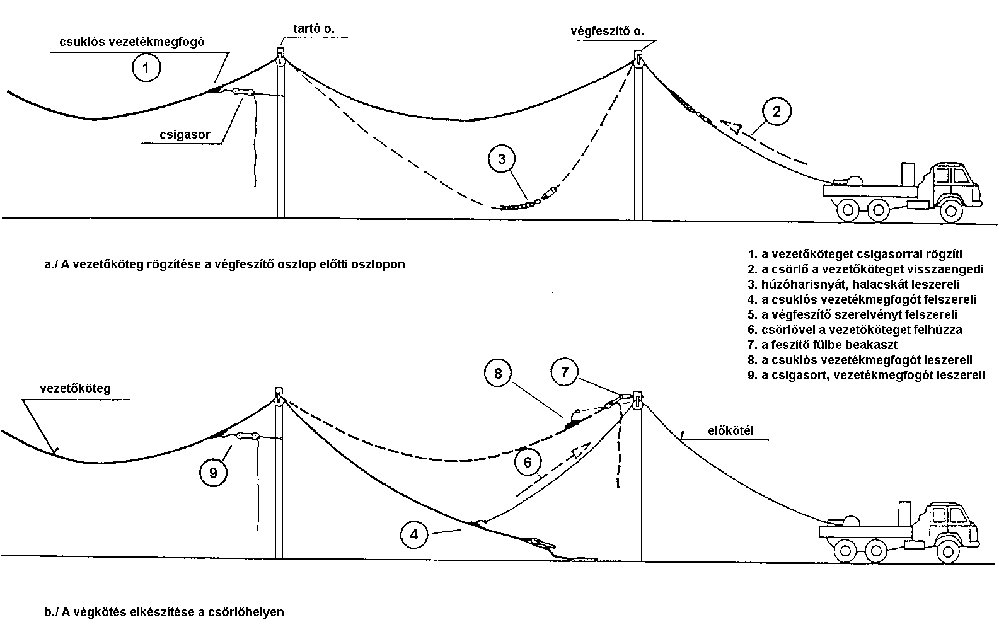 tartó o.
végfeszítő o.
csuklós vezetékmegfogó
1
2
csigasor
3
a./ A vezetőköteg rögzítése a végfeszítő oszlop előtti oszlopon
1. a vezetőköteget csigasorral rögzíti
2. a csörlő a vezetőköteget visszaengedi
3. húzóharisnyát, halacskát leszereli
4. a csuklós vezetékmegfogót felszereli
5. a végfeszítő szerelvényt felszereli
6. csörlővel a vezetőköteget felhúzza
7. a feszítő fülbe beakaszt
8. a csuklós vezetékmegfogót leszereli
9. a csigasort, vezetékmegfogót leszereli
vezetőköteg
8
7
előkötél
6
9
4
b./ A végkötés elkészítése a csörlőhelyen